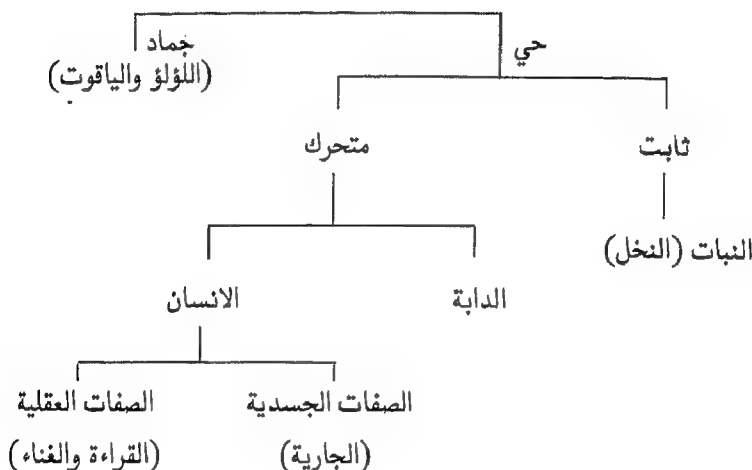 حي
جماد
(اللؤلؤ والياقوت)
ثابت
متحرك
النبات (النخل)
الدابة
الانسان
الصفات الجسدية
الصفات العقلية
(الجارية)
(القراءة والغناء)